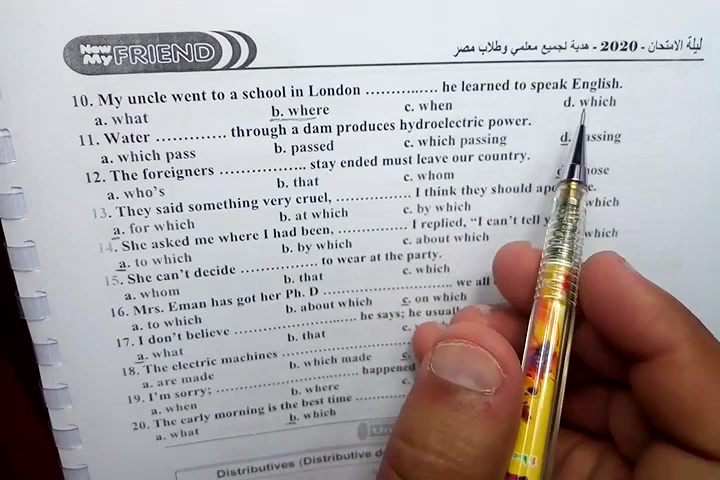 New My FRIEND
ليلة الامتحان - 2020 - هدية لجميع معلمي وطلاب مصر
10. My uncle went to a school in London ................ he learned to speak English.
a. what b. where c. when d. which
11. Water ................ through a dam produces hydroelectric power.
a. which pass b. passed c. which passing d.
12. The foreigners ................ stay ended must leave our country.
a. who's b. that c. whom
13. They said something very cruel, ................ I think they should
a. for which b. at which c. by which which
14. She asked me where I had been, ................ I replied, "I can't tell
a. to which b. by which c. about which which
15. She can't decide ................ to wear at the party.
a. whom b. that c. which
16. Mrs. Eman has got her Ph. D ................ we all
a. to which b. about which c. on which
17. I don't believe ................ he says; he
a. what b. that c.
18. The electric machines ................
a. are made b. which made c.
19. I'm sorry; ................ happened
a. when b. where c.
20. The early morning is the best time ................
a. what b. which
Distributives (Distributive